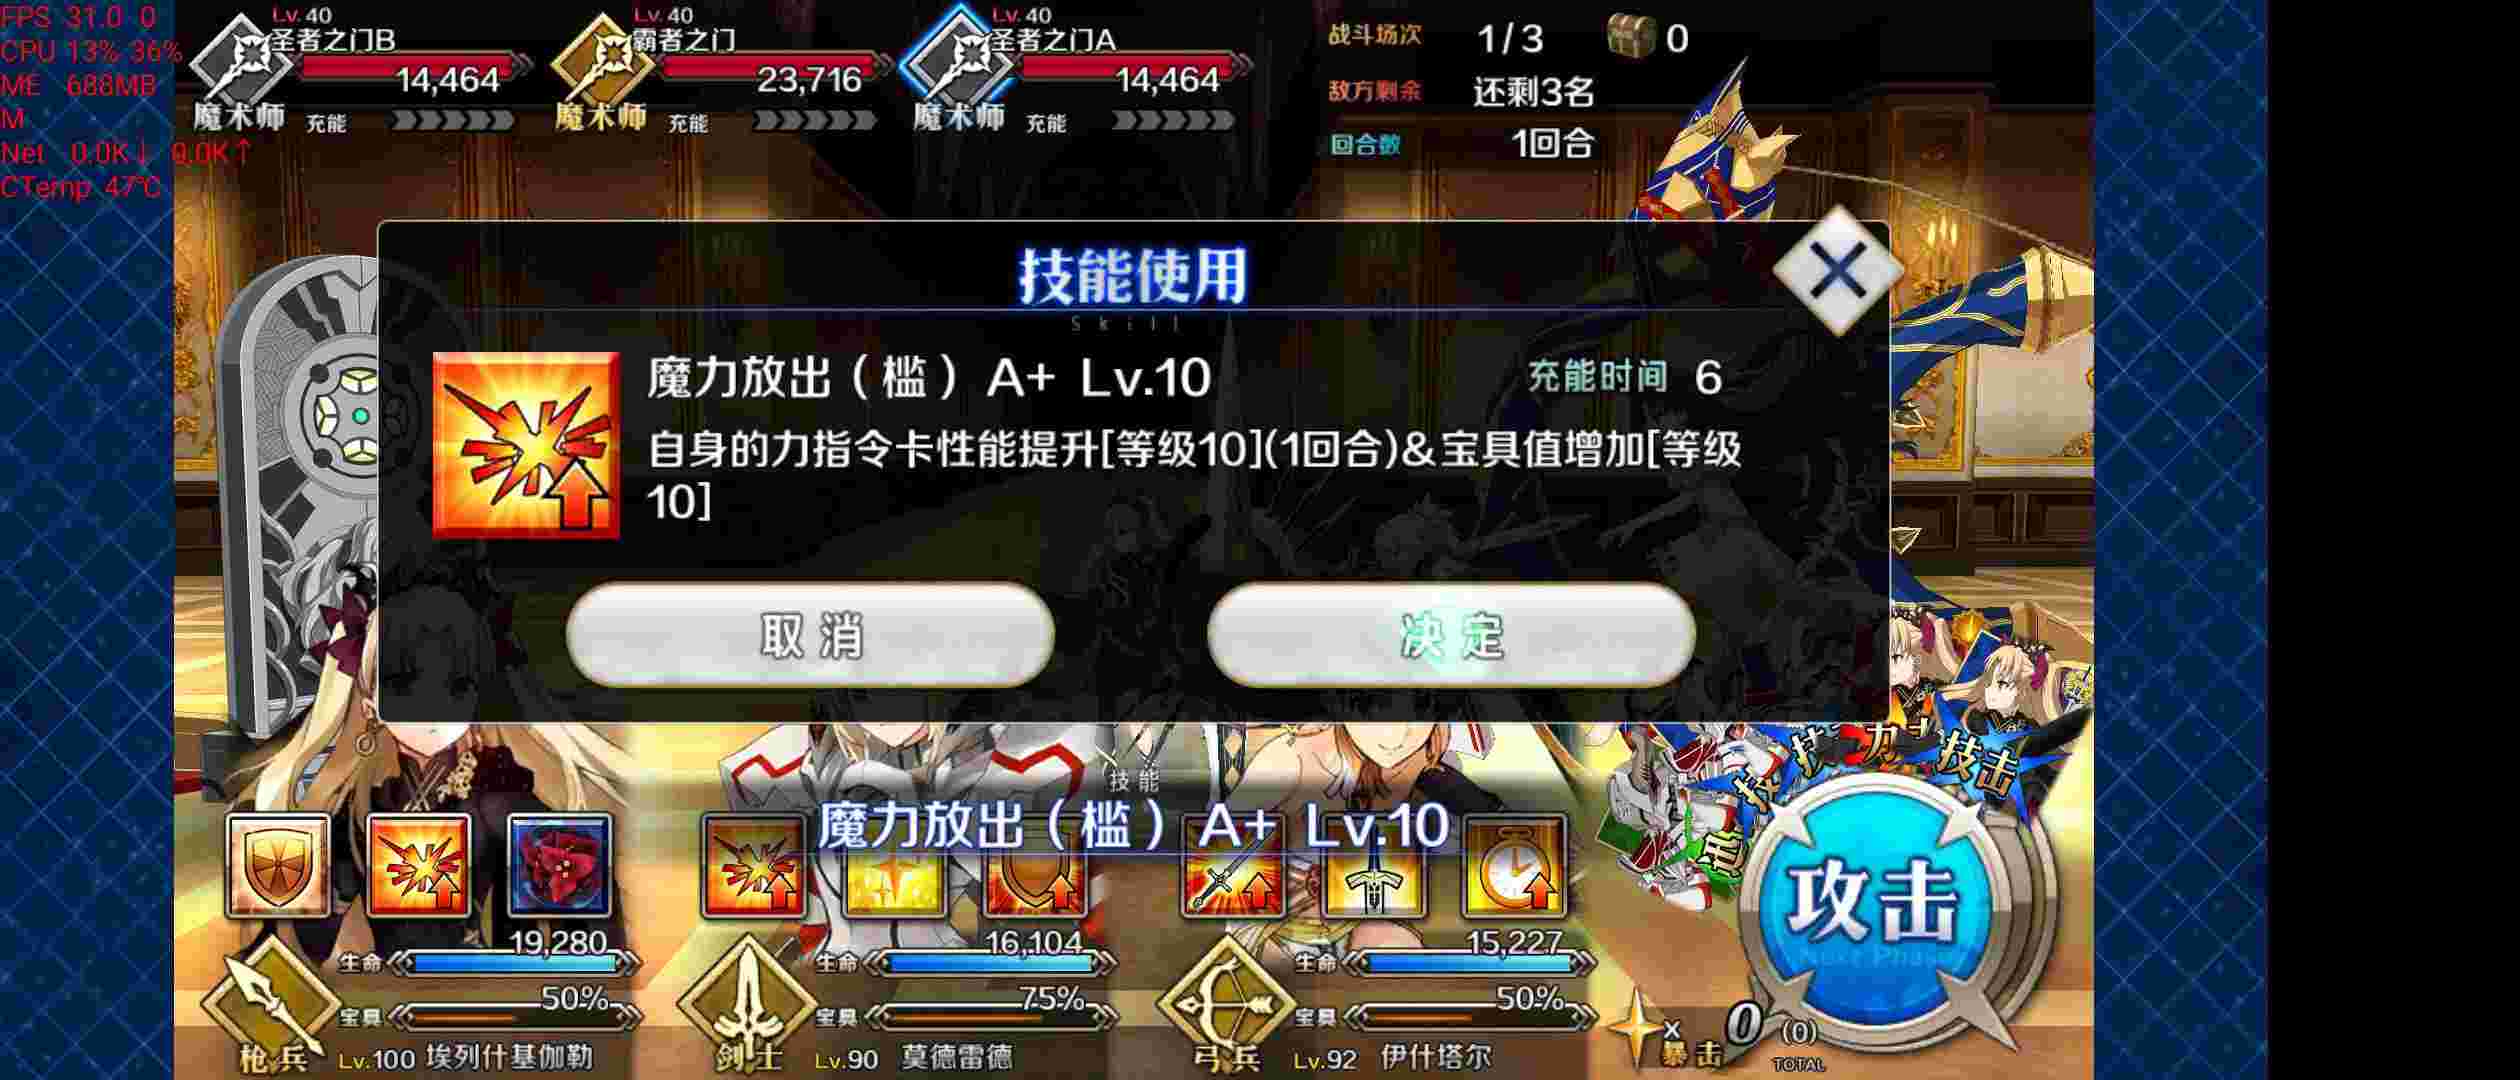 FPS 31.0 0
CPU 13% 36%
ME 688MB
M
Net 0.0K↓ 0.0K↑
CTemp 47℃
Lv.40
圣者之门B
14,464
魔术师 充能
Lv.40
霸者之门
23,716
魔术师 充能
Lv.40
圣者之门A
14,464
魔术师 充能
战斗场次 1/3 0
敌方剩余 还剩3名
回合数 1回合
技能使用
Skill
魔力放出（槛）A+ Lv.10 充能时间 6
自身的力指令卡性能提升[等级10](1回合)&宝具值增加[等级
10]
取消 决定
技能
魔力放出（槛）A+ Lv.10
技 力 技击
攻击
Next Phase
生命 19,280
宝具 50%
枪兵 Lv.100 埃列什基伽勒
生命 16,104
宝具 75%
剑士 Lv.90 莫德雷德
生命 15,227
宝具 50%
弓兵 Lv.92 伊什塔尔
x 暴击 0 (0)
TOTAL